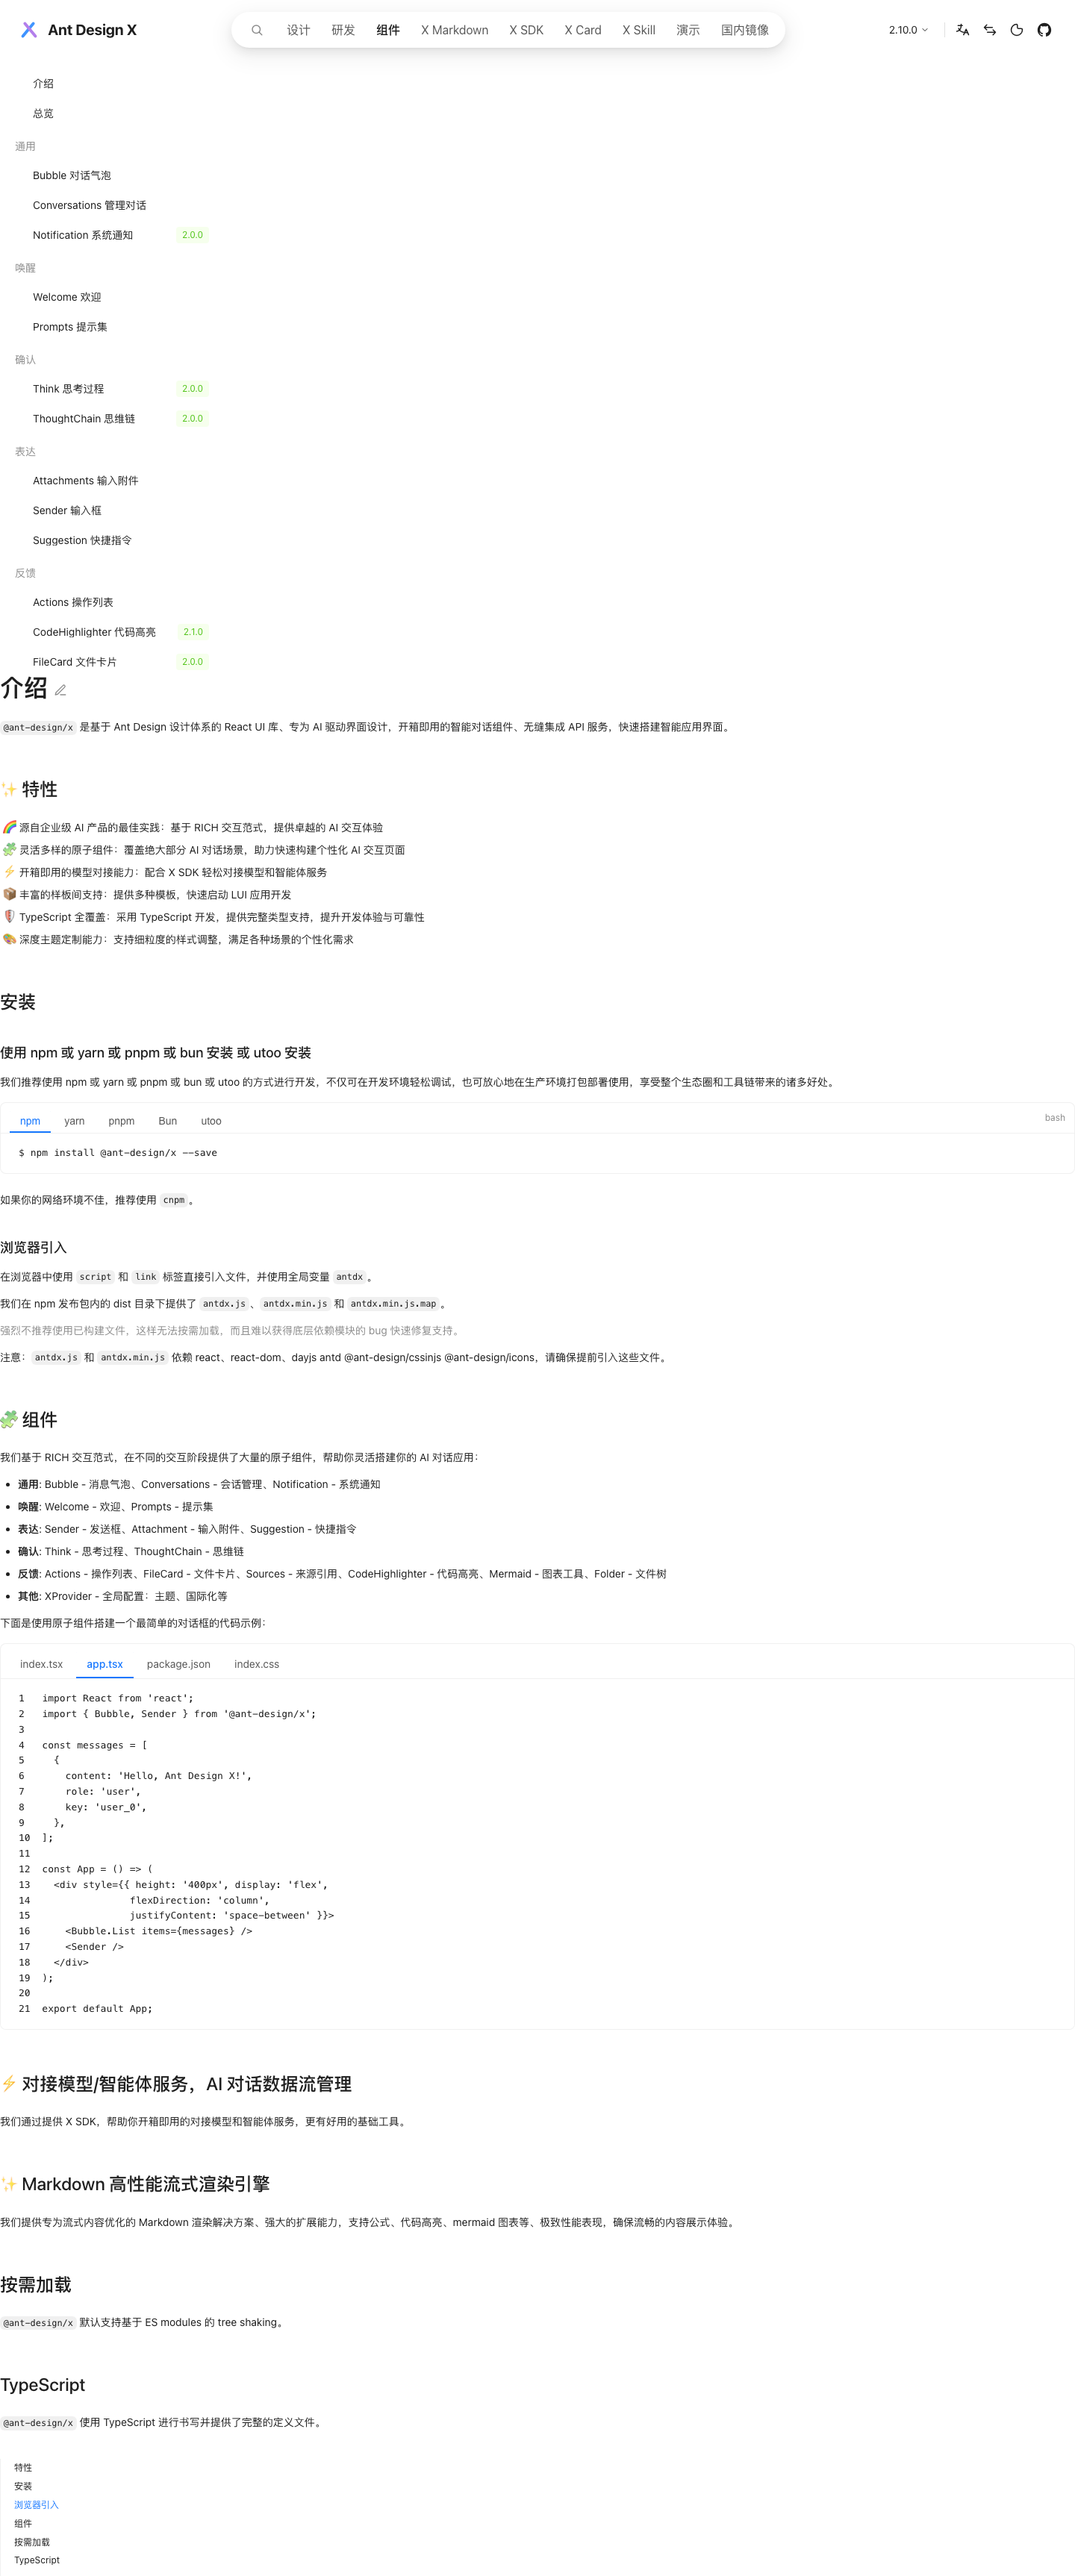 Ant Design X
设计 研发 组件 X Markdown X SDK X Card X Skill 演示 国内镜像
2.10.0
介绍
总览
通用
Bubble 对话气泡
Conversations 管理对话
Notification 系统通知 2.0.0
唤醒
Welcome 欢迎
Prompts 提示集
确认
Think 思考过程 2.0.0
ThoughtChain 思维链 2.0.0
表达
Attachments 输入附件
Sender 输入框
Suggestion 快捷指令
反馈
Actions 操作列表
CodeHighlighter 代码高亮 2.1.0
FileCard 文件卡片 2.0.0
介绍
@ant-design/x 是基于 Ant Design 设计体系的 React UI 库、专为 AI 驱动界面设计，开箱即用的智能对话组件、无缝集成 API 服务，快速搭建智能应用界面。
✨ 特性
🌈 源自企业级 AI 产品的最佳实践：基于 RICH 交互范式，提供卓越的 AI 交互体验
🧩 灵活多样的原子组件：覆盖绝大部分 AI 对话场景，助力快速构建个性化 AI 交互页面
⚡ 开箱即用的模型对接能力：配合 X SDK 轻松对接模型和智能体服务
📦 丰富的样板间支持：提供多种模板，快速启动 LUI 应用开发
🛡 TypeScript 全覆盖：采用 TypeScript 开发，提供完整类型支持，提升开发体验与可靠性
🎨 深度主题定制能力：支持细粒度的样式调整，满足各种场景的个性化需求
安装
使用 npm 或 yarn 或 pnpm 或 bun 安装 或 utoo 安装
我们推荐使用 npm 或 yarn 或 pnpm 或 bun 或 utoo 的方式进行开发，不仅可在开发环境轻松调试，也可放心地在生产环境打包部署使用，享受整个生态圈和工具链带来的诸多好处。
npm yarn pnpm Bun utoo bash
$ npm install @ant-design/x --save
如果你的网络环境不佳，推荐使用 cnpm。
浏览器引入
在浏览器中使用 script 和 link 标签直接引入文件，并使用全局变量 antdx。
我们在 npm 发布包内的 dist 目录下提供了 antdx.js、antdx.min.js 和 antdx.min.js.map。
强烈不推荐使用已构建文件，这样无法按需加载，而且难以获得底层依赖模块的 bug 快速修复支持。
注意：antdx.js 和 antdx.min.js 依赖 react、react-dom、dayjs antd @ant-design/cssinjs @ant-design/icons，请确保提前引入这些文件。
🧩 组件
我们基于 RICH 交互范式，在不同的交互阶段提供了大量的原子组件，帮助你灵活搭建你的 AI 对话应用：
• 通用: Bubble - 消息气泡、Conversations - 会话管理、Notification - 系统通知
• 唤醒: Welcome - 欢迎、Prompts - 提示集
• 表达: Sender - 发送框、Attachment - 输入附件、Suggestion - 快捷指令
• 确认: Think - 思考过程、ThoughtChain - 思维链
• 反馈: Actions - 操作列表、FileCard - 文件卡片、Sources - 来源引用、CodeHighlighter - 代码高亮、Mermaid - 图表工具、Folder - 文件树
• 其他: XProvider - 全局配置：主题、国际化等
下面是使用原子组件搭建一个最简单的对话框的代码示例：
index.tsx app.tsx package.json index.css
1 import React from 'react';
2 import { Bubble, Sender } from '@ant-design/x';
3
4 const messages = [
5   {
6     content: 'Hello, Ant Design X!',
7     role: 'user',
8     key: 'user_0',
9   },
10 ];
11
12 const App = () => (
13   <div style={{ height: '400px', display: 'flex',
14                flexDirection: 'column',
15                justifyContent: 'space-between' }}>
16     <Bubble.List items={messages} />
17     <Sender />
18   </div>
19 );
20
21 export default App;
⚡ 对接模型/智能体服务，AI 对话数据流管理
我们通过提供 X SDK，帮助你开箱即用的对接模型和智能体服务，更有好用的基础工具。
✨ Markdown 高性能流式渲染引擎
我们提供专为流式内容优化的 Markdown 渲染解决方案、强大的扩展能力，支持公式、代码高亮、mermaid 图表等、极致性能表现，确保流畅的内容展示体验。
按需加载
@ant-design/x 默认支持基于 ES modules 的 tree shaking。
TypeScript
@ant-design/x 使用 TypeScript 进行书写并提供了完整的定义文件。
特性
安装
浏览器引入
组件
按需加载
TypeScript